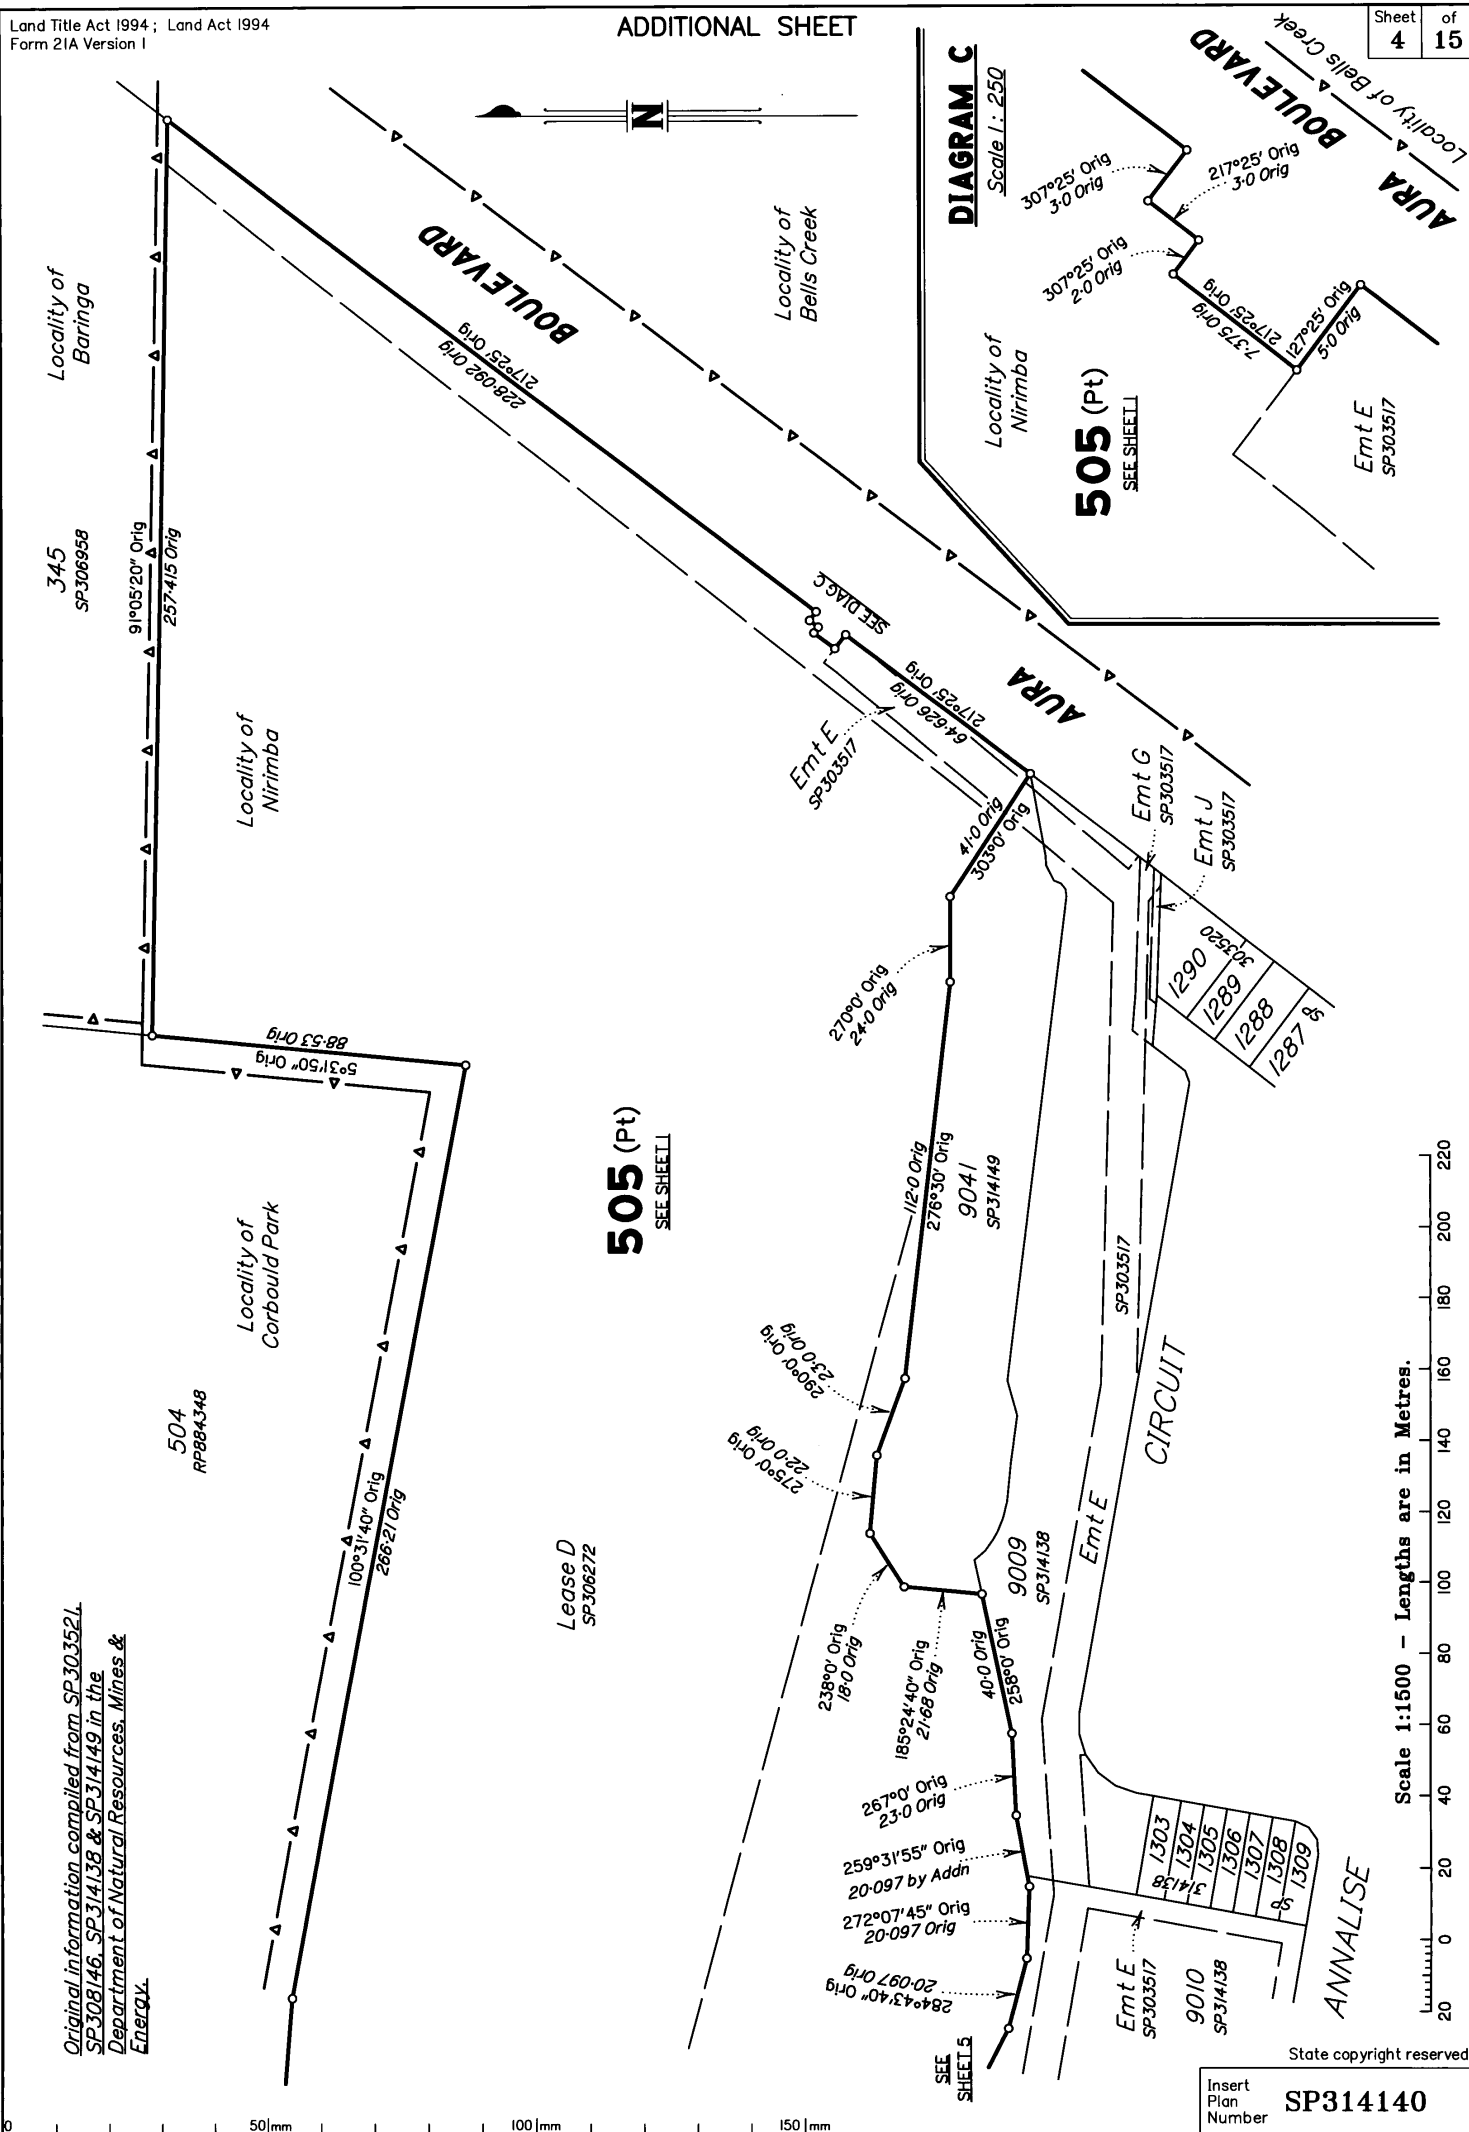 Land Title Act 1994 ; Land Act 1994
Form 21A Version 1
ADDITIONAL SHEET
Sheet of
4 15
N
DIAGRAM C
Scale 1 : 250
307°25' Orig
3·0 Orig
217°25' Orig
3·0 Orig
307°25' Orig
2·0 Orig
217°25' Orig
7·375 Orig
127°25' Orig
5·0 Orig
AURA
BOULEVARD
Locality of Bells Creek
Locality of
Nirimba
505 (Pt)
SEE SHEET 1
Emt E
SP303517
Locality of
Baringa
345
SP306958
91°05'20" Orig
257·415 Orig
Locality of
Nirimba
217°25' Orig
228·092 Orig
BOULEVARD
Locality of
Bells Creek
SEE DIAG C
AURA
217°25' Orig
64·626 Orig
Emt E
SP303517
41·0 Orig
303°0' Orig
Emt G
SP303517
Emt J
SP303517
1290
1289
1288
1287
SP
303520
270°0' Orig
24·0 Orig
88·53 Orig
5°31'50" Orig
505 (Pt)
SEE SHEET 1
Locality of
Corbould Park
504
RP884348
100°31'40" Orig
266·21 Orig
112·0 Orig
276°30' Orig
9041
SP314149
SP303517
290°0' Orig
23·0 Orig
275°0' Orig
22·0 Orig
CIRCUIT
Lease D
SP306272
238°0' Orig
18·0 Orig
185°24'40" Orig
21·68 Orig
9009
SP314138
Emt E
40·0 Orig
258°0' Orig
267°0' Orig
23·0 Orig
259°31'55" Orig
20·097 by Addn
272°07'45" Orig
20·097 Orig
284°43'40" Orig
20·097 Orig
1303
1304
1305
1306
1307
1308
1309
SP
314138
Emt E
SP303517
9010
SP314138
ANNALISE
SEE
SHEET 5
Original information compiled from SP303521,
SP308146, SP314138 & SP314149 in the
Department of Natural Resources, Mines &
Energy.
Scale 1:1500 – Lengths are in Metres.
20 0 20 40 60 80 100 120 140 160 180 200 220
State copyright reserved
Insert
Plan
Number
SP314140
0 50 mm 100 mm 150 mm